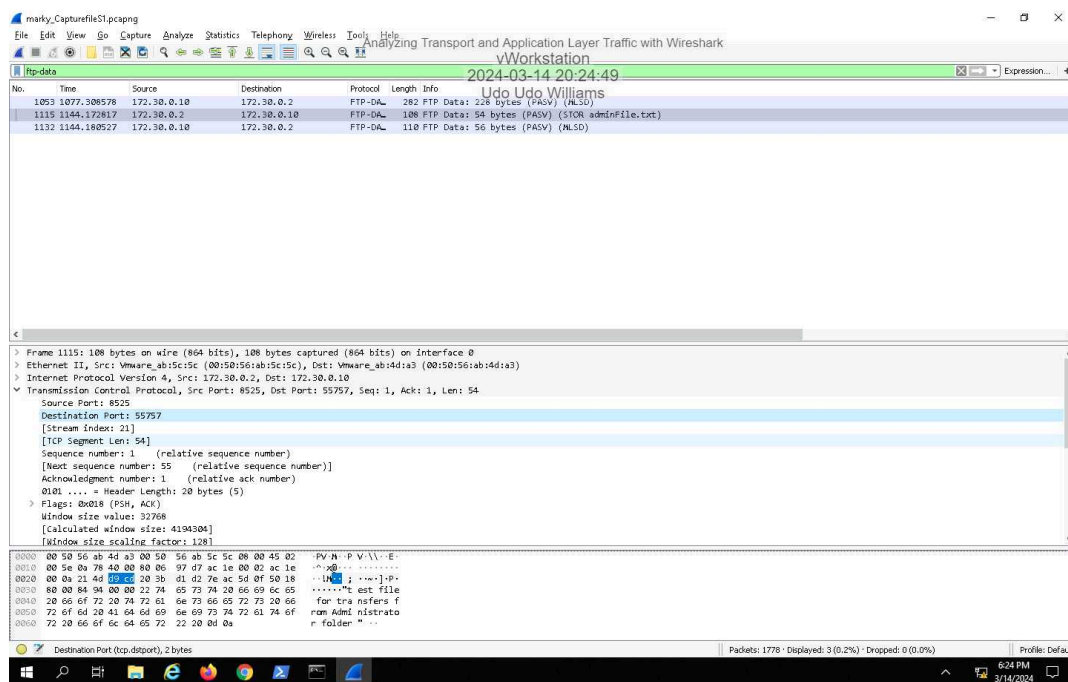 marky_CapturefileS1.pcapng
File Edit View Go Capture Analyze Statistics Telephony Wireless Tools Help
Analyzing Transport and Application Layer Traffic with Wireshark
vWorkstation
2024-03-14 20:24:49
Udo Udo Williams
ftp-data
Expression... +
No. Time Source Destination Protocol Length Info
1053 1077.308578 172.30.0.10 172.30.0.2 FTP-DA… 282 FTP Data: 228 bytes (PASV) (MLSD)
1115 1144.172817 172.30.0.2 172.30.0.10 FTP-DA… 108 FTP Data: 54 bytes (PASV) (STOR adminFile.txt)
1132 1144.180527 172.30.0.10 172.30.0.2 FTP-DA… 110 FTP Data: 56 bytes (PASV) (MLSD)
> Frame 1115: 108 bytes on wire (864 bits), 108 bytes captured (864 bits) on interface 0
> Ethernet II, Src: Vmware_ab:5c:5c (00:50:56:ab:5c:5c), Dst: Vmware_ab:4d:a3 (00:50:56:ab:4d:a3)
> Internet Protocol Version 4, Src: 172.30.0.2, Dst: 172.30.0.10
Transmission Control Protocol, Src Port: 8525, Dst Port: 55757, Seq: 1, Ack: 1, Len: 54
Source Port: 8525
Destination Port: 55757
[Stream index: 21]
[TCP Segment Len: 54]
Sequence number: 1 (relative sequence number)
[Next sequence number: 55 (relative sequence number)]
Acknowledgment number: 1 (relative ack number)
0101 .... = Header Length: 20 bytes (5)
> Flags: 0x018 (PSH, ACK)
Window size value: 32768
[Calculated window size: 4194304]
[Window size scaling factor: 128]
0000 00 50 56 ab 4d a3 00 50 56 ab 5c 5c 08 00 45 02 ·PV·M··P V·\\··E·
0010 00 5e 0a 78 40 00 80 06 97 d7 ac 1e 00 02 ac 1e ·^·x@··· ········
0020 00 0a 21 4d d9 cd 20 3b d1 d2 7e ac 5d 0f 50 18 ··!M·· ; ··~·]·P·
0030 80 00 84 94 00 00 22 74 65 73 74 20 66 69 6c 65 ······"t est file
0040 20 66 6f 72 20 74 72 61 6e 73 66 65 72 73 20 66 for tra nsfers f
0050 72 6f 6d 20 41 64 6d 69 6e 69 73 74 72 61 74 6f rom Admi nistrato
0060 72 20 66 6f 6c 64 65 72 22 20 0d 0a r folder " ··
Destination Port (tcp.dstport), 2 bytes
Packets: 1778 · Displayed: 3 (0.2%) · Dropped: 0 (0.0%)
Profile: Defau
6:24 PM
3/14/2024